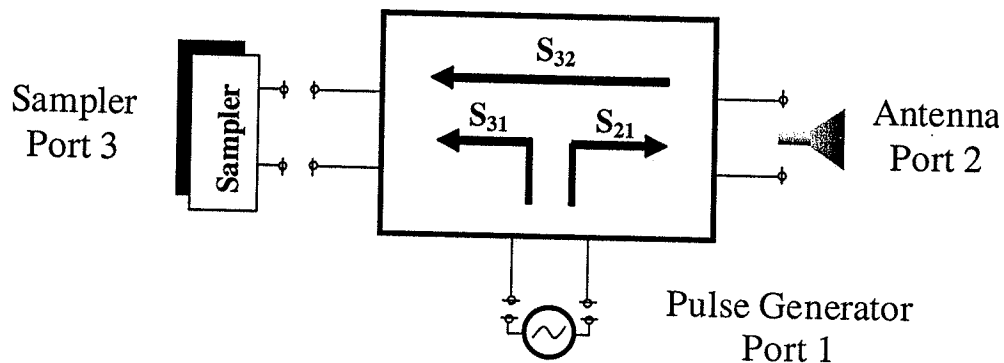 Sampler
Port 3
Sampler
S32
S31
S21
Antenna
Port 2
Pulse Generator
Port 1